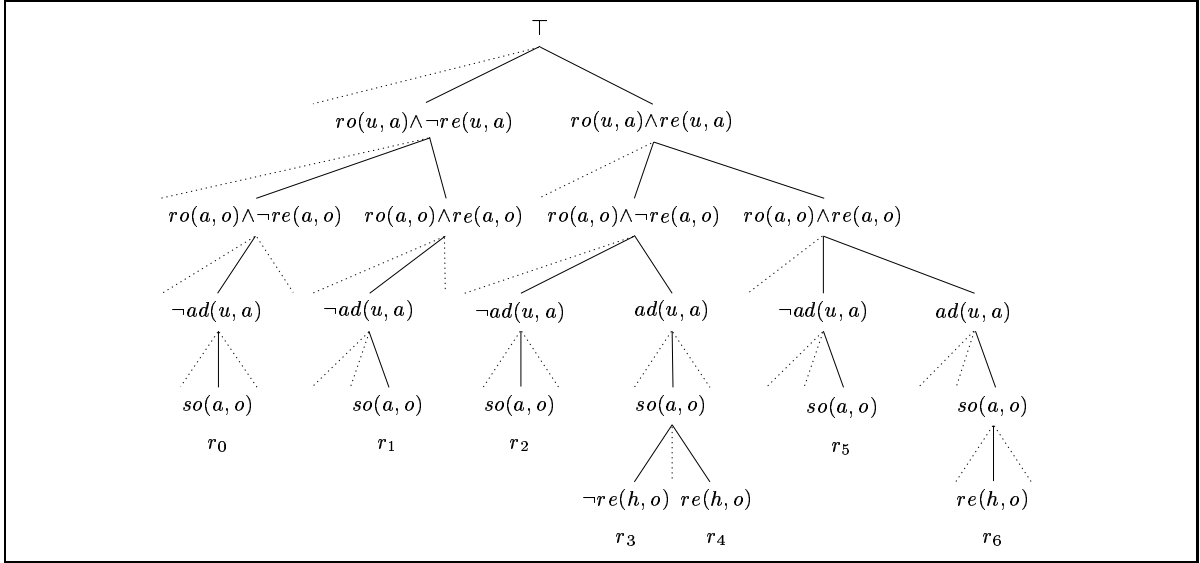 ⊤
ro(u, a)∧¬re(u, a) ro(u, a)∧re(u, a)
ro(a, o)∧¬re(a, o) ro(a, o)∧re(a, o) ro(a, o)∧¬re(a, o) ro(a, o)∧re(a, o)
¬ad(u, a) ¬ad(u, a) ¬ad(u, a) ad(u, a) ¬ad(u, a) ad(u, a)
so(a, o) so(a, o) so(a, o) so(a, o) so(a, o) so(a, o)
r₀ r₁ r₂ r₅
¬re(h, o) re(h, o) re(h, o)
r₃ r₄ r₆